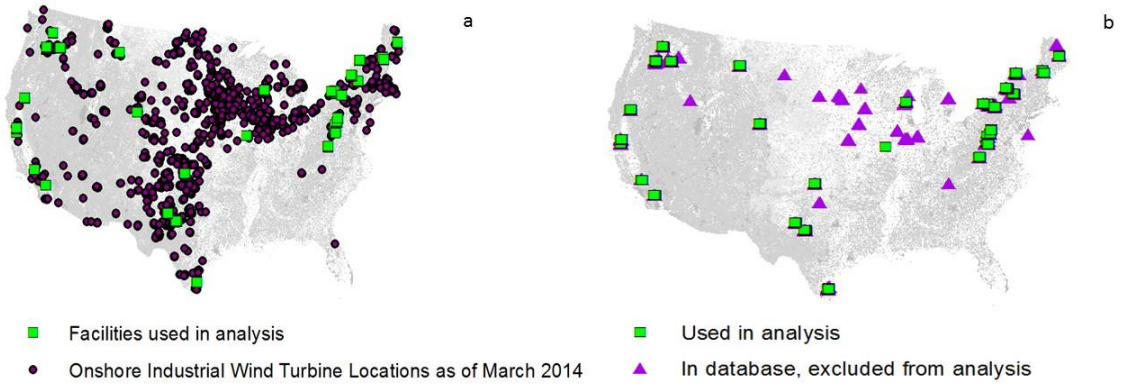 a
b
Facilities used in analysis
Onshore Industrial Wind Turbine Locations as of March 2014
Used in analysis
In database, excluded from analysis